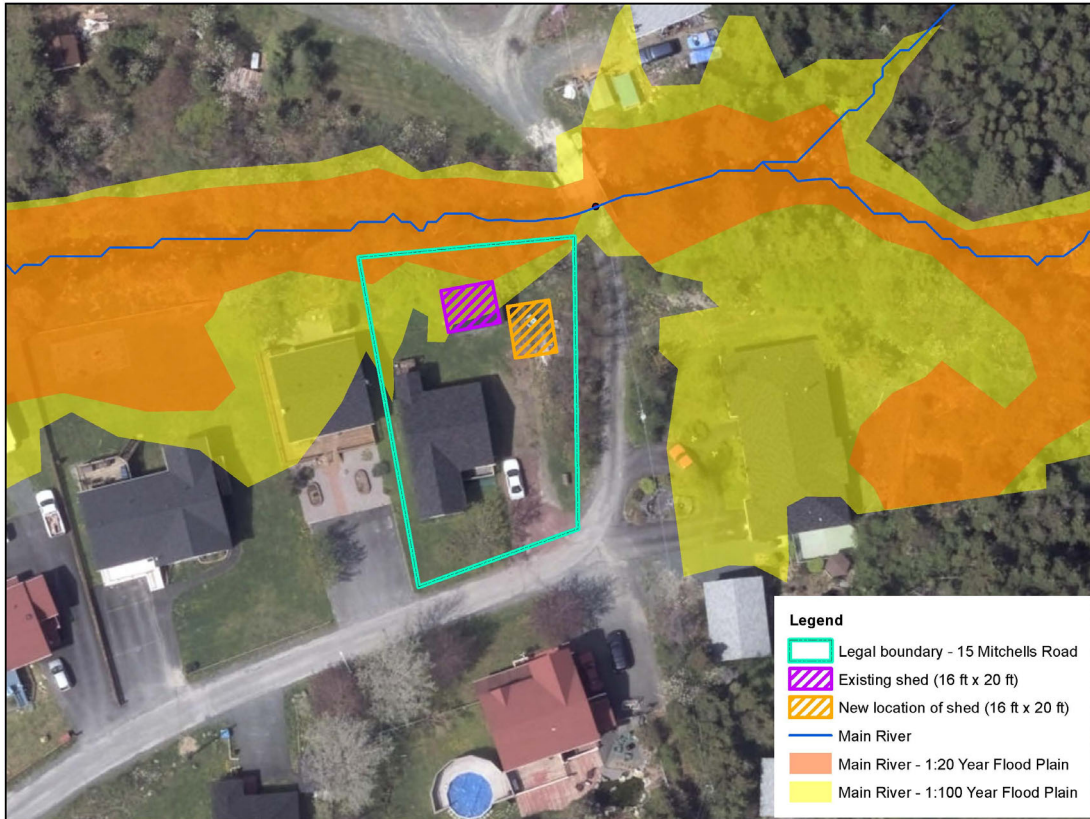 Legend
Legal boundary - 15 Mitchells Road
Existing shed (16 ft x 20 ft)
New location of shed (16 ft x 20 ft)
Main River
Main River - 1:20 Year Flood Plain
Main River - 1:100 Year Flood Plain